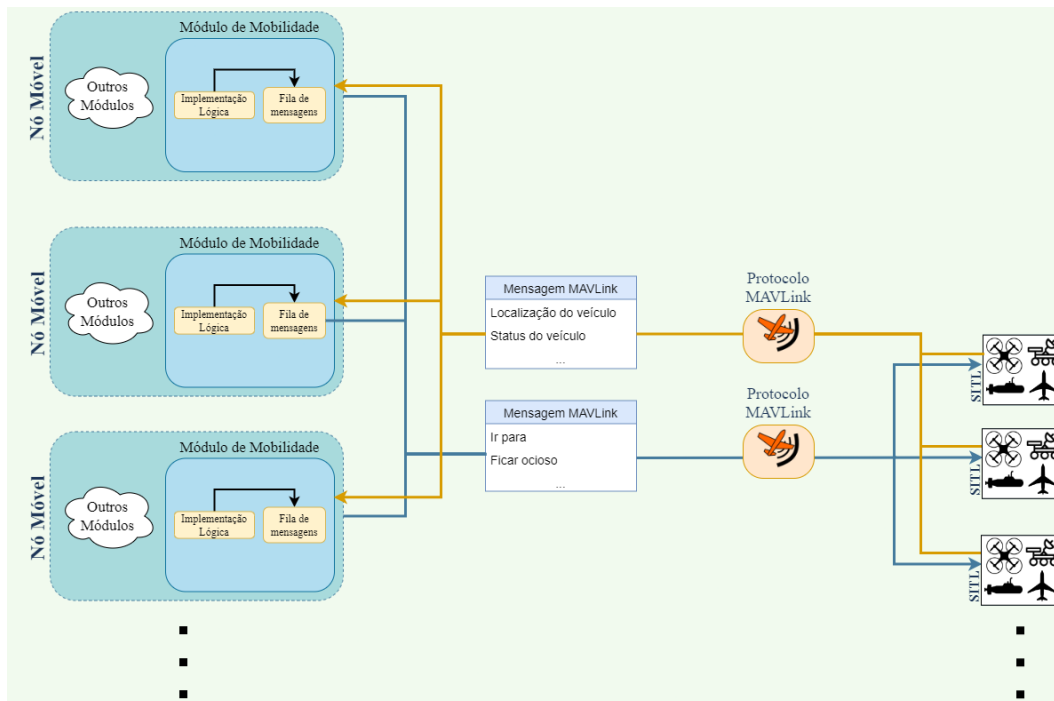 Nó Móvel
Módulo de Mobilidade
Outros
Módulos
Implementação
Lógica
Fila de
mensagens
Nó Móvel
Módulo de Mobilidade
Outros
Módulos
Implementação
Lógica
Fila de
mensagens
Nó Móvel
Módulo de Mobilidade
Outros
Módulos
Implementação
Lógica
Fila de
mensagens
Mensagem MAVLink
Localização do veículo
Status do veículo
...
Mensagem MAVLink
Ir para
Ficar ocioso
...
Protocolo
MAVLink
Protocolo
MAVLink
SITL
SITL
SITL